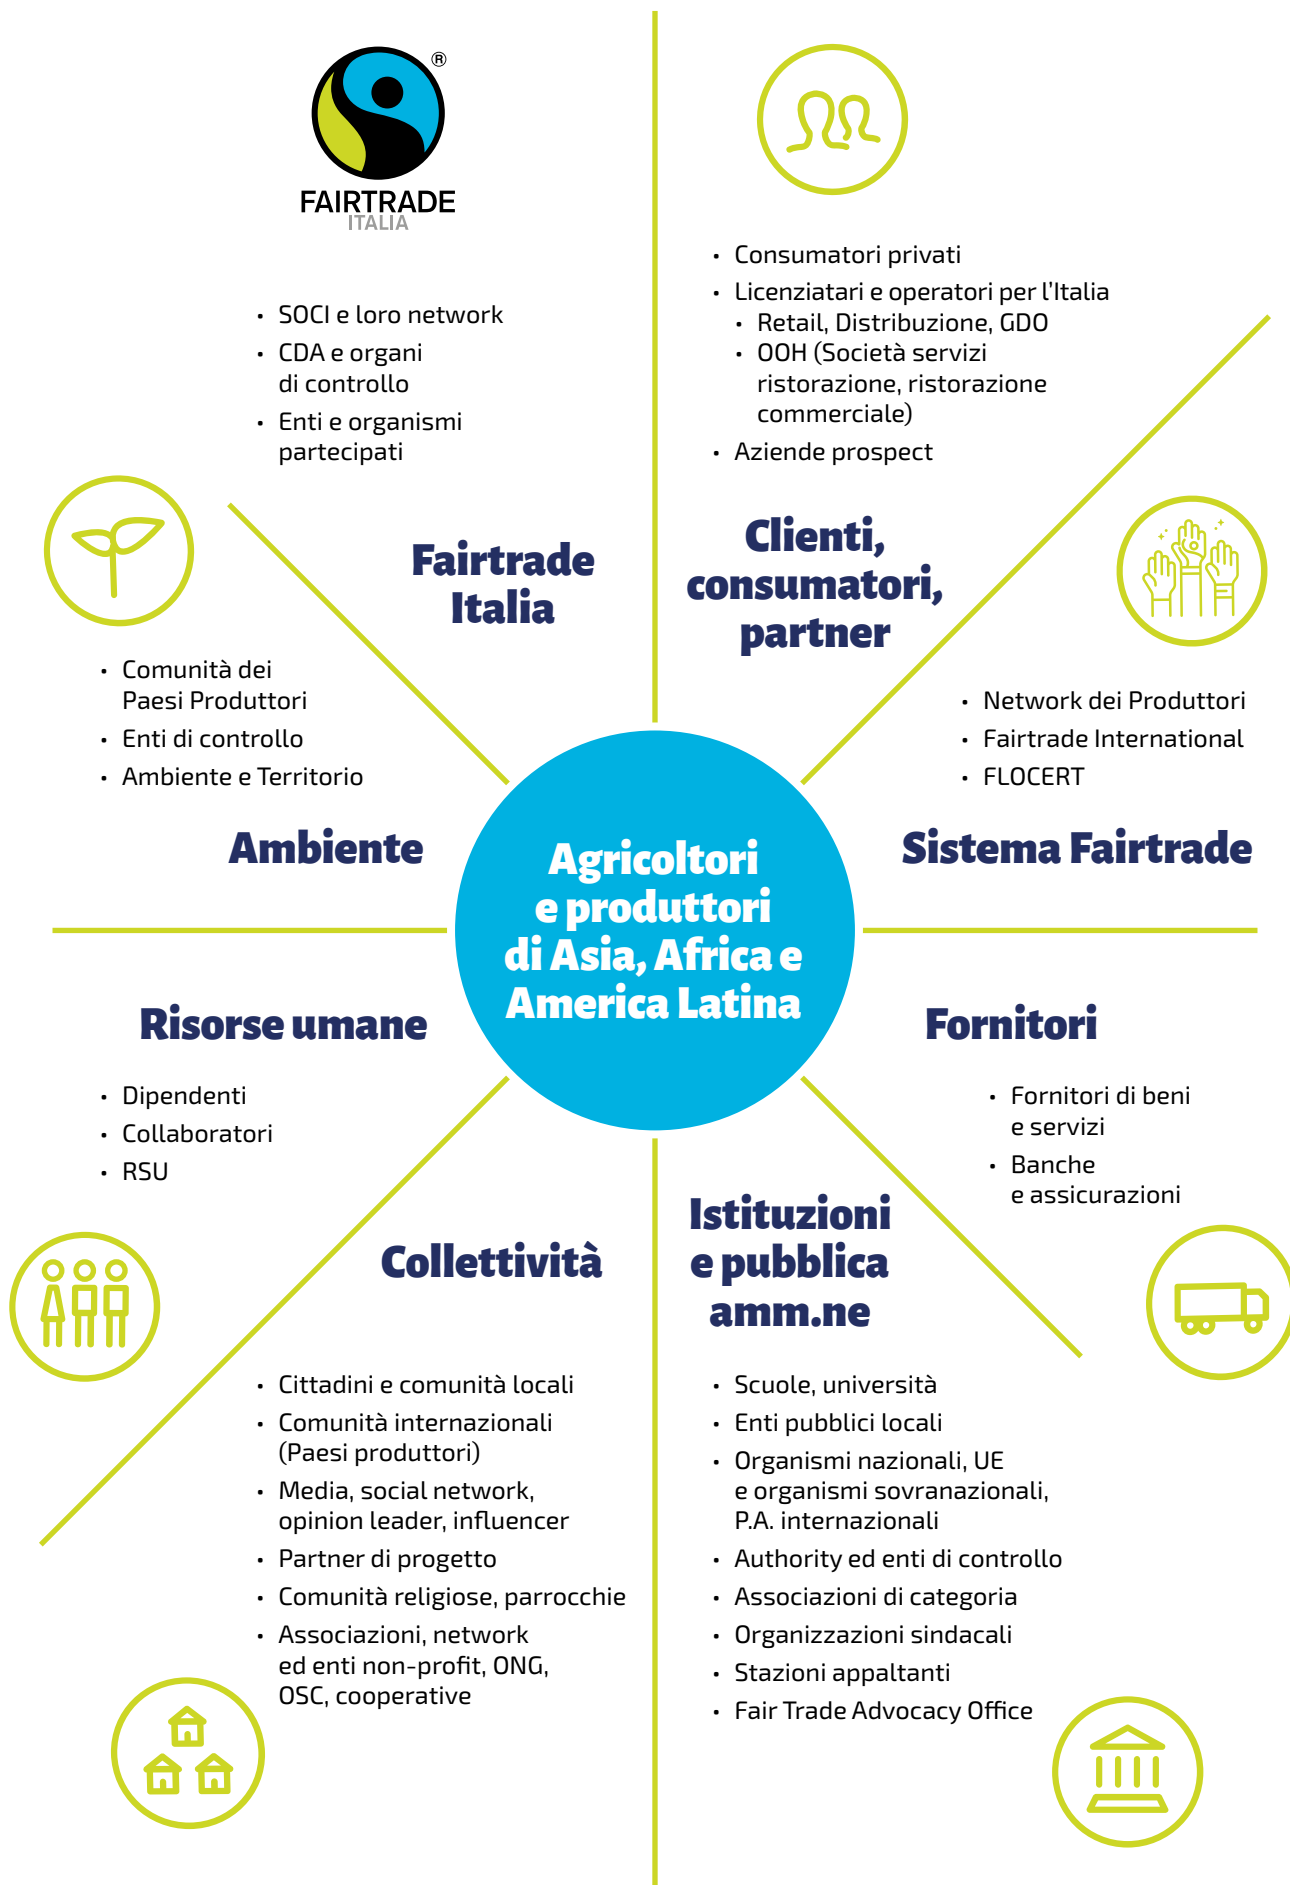 ®
FAIRTRADE
ITALIA
• SOCI e loro network
• CDA e organi
di controllo
• Enti e organismi
partecipati
Fairtrade
Italia
• Consumatori privati
• Licenziatari e operatori per l'Italia
• Retail, Distribuzione, GDO
• OOH (Società servizi
ristorazione, ristorazione
commerciale)
• Aziende prospect
Clienti,
consumatori,
partner
• Comunità dei
Paesi Produttori
• Enti di controllo
• Ambiente e Territorio
Ambiente
• Network dei Produttori
• Fairtrade International
• FLOCERT
Sistema Fairtrade
Agricoltori
e produttori
di Asia, Africa e
America Latina
Risorse umane
• Dipendenti
• Collaboratori
• RSU
Fornitori
• Fornitori di beni
e servizi
• Banche
e assicurazioni
Collettività
• Cittadini e comunità locali
• Comunità internazionali
(Paesi produttori)
• Media, social network,
opinion leader, influencer
• Partner di progetto
• Comunità religiose, parrocchie
• Associazioni, network
ed enti non-profit, ONG,
OSC, cooperative
Istituzioni
e pubblica
amm.ne
• Scuole, università
• Enti pubblici locali
• Organismi nazionali, UE
e organismi sovranazionali,
P.A. internazionali
• Authority ed enti di controllo
• Associazioni di categoria
• Organizzazioni sindacali
• Stazioni appaltanti
• Fair Trade Advocacy Office